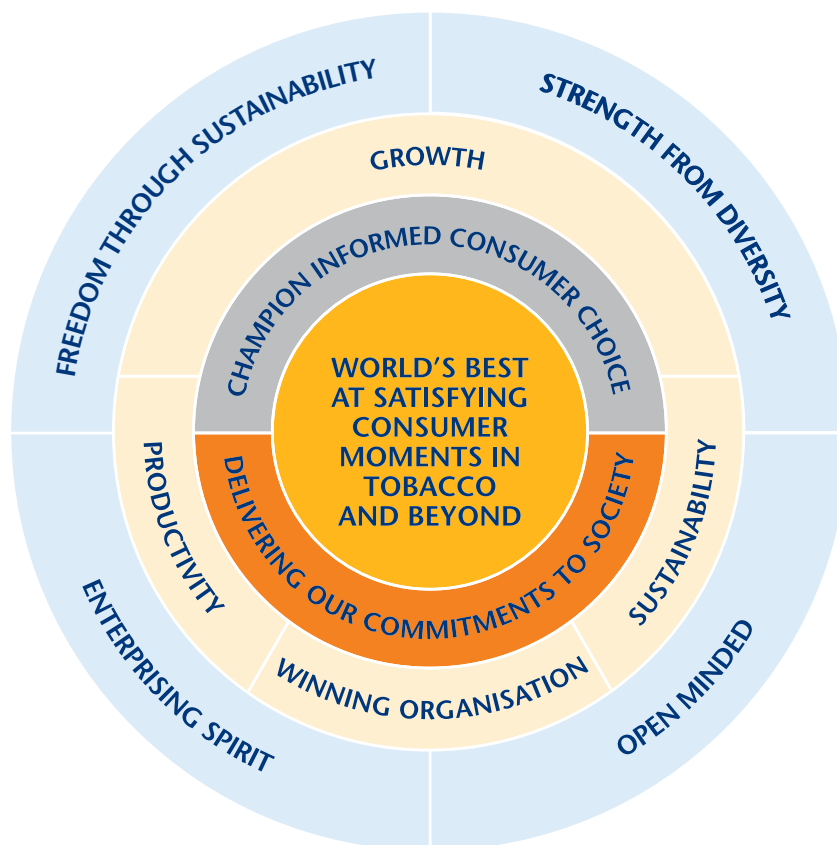 FREEDOM THROUGH SUSTAINABILITY
STRENGTH FROM DIVERSITY
GROWTH
CHAMPION INFORMED CONSUMER CHOICE
WORLD'S BEST
AT SATISFYING
CONSUMER
MOMENTS IN
TOBACCO
AND BEYOND
DELIVERING OUR COMMITMENTS TO SOCIETY
PRODUCTIVITY
SUSTAINABILITY
WINNING ORGANISATION
ENTERPRISING SPIRIT
OPEN MINDED